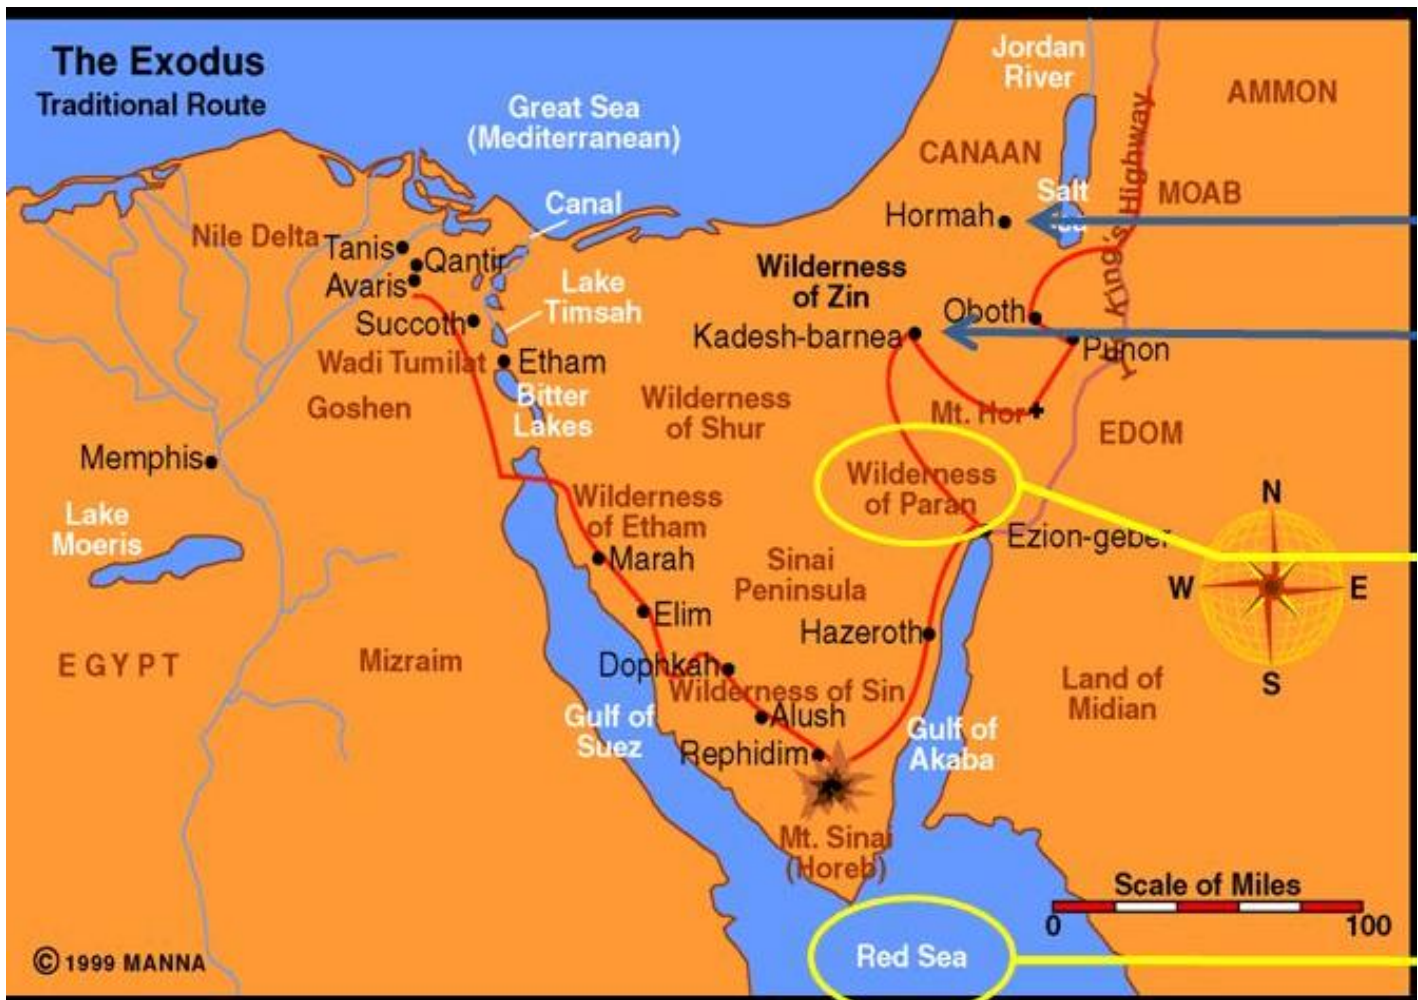 The Exodus
Traditional Route
Great Sea
(Mediterranean)
Jordan
River
AMMON
CANAAN
MOAB
Salt
Hormah
The King's Highway
Canal
Nile Delta
Tanis
Qantir
Avaris
Lake
Timsah
Succoth
Wadi Tumilat
Etham
Goshen
Bitter
Lakes
Wilderness
of Zin
Kadesh-barnea
Oboth
Punon
Wilderness
of Shur
Mt. Hor
EDOM
Memphis
Lake
Moeris
Wilderness
of Etham
Wilderness
of Paran
Ezion-geber
Marah
Sinai
Peninsula
Elim
Hazeroth
N
W
E
S
EGYPT
Mizraim
Dophkah
Wilderness of Sin
Alush
Rephidim
Gulf of
Suez
Gulf of
Akaba
Land of
Midian
Mt. Sinai
(Horeb)
Scale of Miles
0 100
Red Sea
© 1999 MANNA